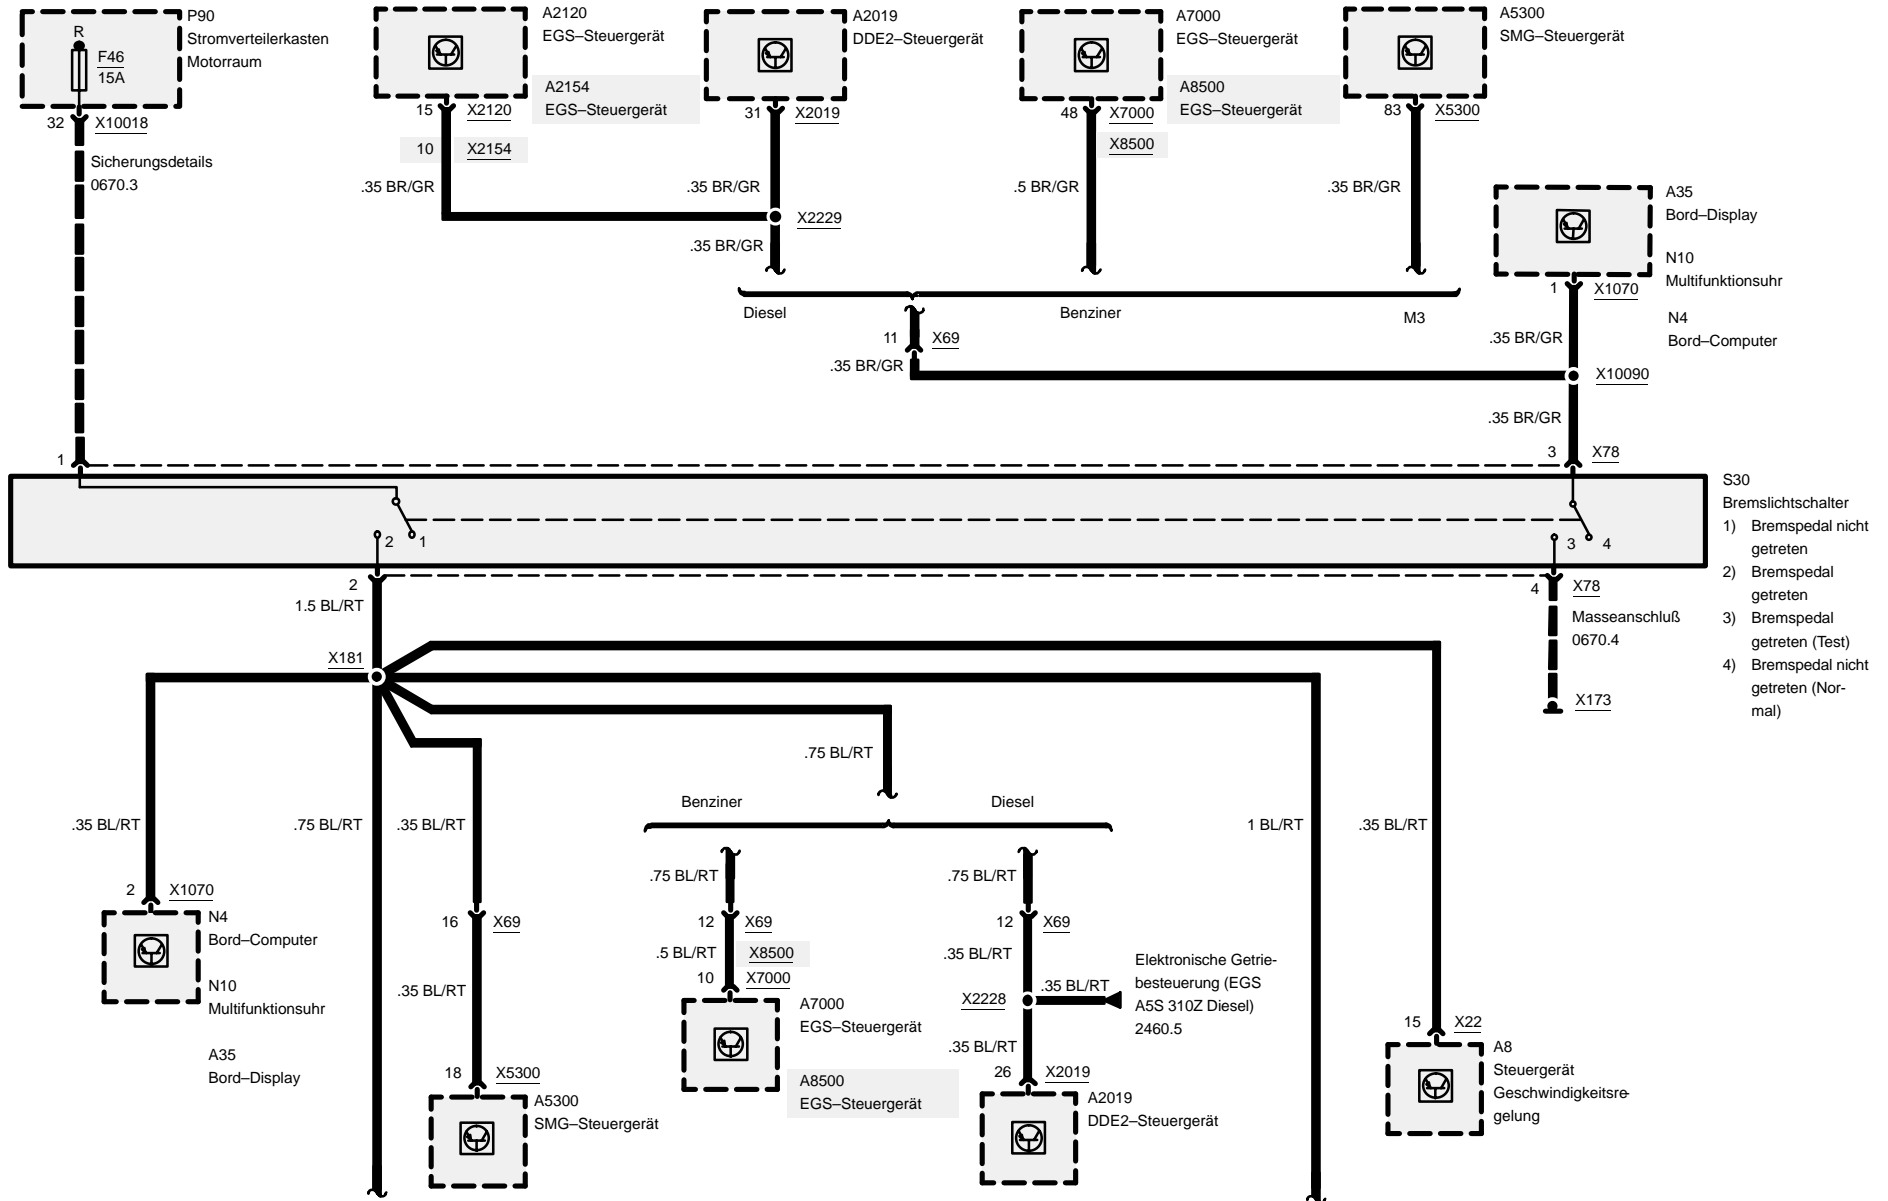 P90
Stromverteilerkasten
Motorraum
R
F46
15A
32 X10018
Sicherungsdetails
0670.3
A2120
EGS–Steuergerät
A2154
EGS–Steuergerät
15 X2120
10 X2154
.35 BR/GR
A2019
DDE2–Steuergerät
31 X2019
.35 BR/GR
X2229
.35 BR/GR
A7000
EGS–Steuergerät
A8500
EGS–Steuergerät
48 X7000
X8500
.5 BR/GR
A5300
SMG–Steuergerät
83 X5300
.35 BR/GR
A35
Bord–Display
N10
Multifunktionsuhr
N4
Bord–Computer
1 X1070
.35 BR/GR
Diesel
Benziner
M3
11 X69
.35 BR/GR
X10090
.35 BR/GR
1
3 X78
S30
Bremslichtschalter
1) Bremspedal nicht
getreten
2) Bremspedal
getreten
3) Bremspedal
getreten (Test)
4) Bremspedal nicht
getreten (Nor-
mal)
2 1
3 4
2
1.5 BL/RT
4 X78
Masseanschluß
0670.4
X173
X181
.75 BL/RT
Benziner
Diesel
.35 BL/RT
.75 BL/RT
.35 BL/RT
1 BL/RT
.35 BL/RT
2 X1070
N4
Bord–Computer
N10
Multifunktionsuhr
A35
Bord–Display
16 X69
.35 BL/RT
18 X5300
A5300
SMG–Steuergerät
.75 BL/RT
12 X69
.5 BL/RT
X8500
10 X7000
A7000
EGS–Steuergerät
A8500
EGS–Steuergerät
.75 BL/RT
12 X69
.35 BL/RT
X2228
.35 BL/RT
Elektronische Getrie-
besteuerung (EGS
A5S 310Z Diesel)
2460.5
.35 BL/RT
26 X2019
A2019
DDE2–Steuergerät
15 X22
A8
Steuergerät
Geschwindigkeitsre-
gelung